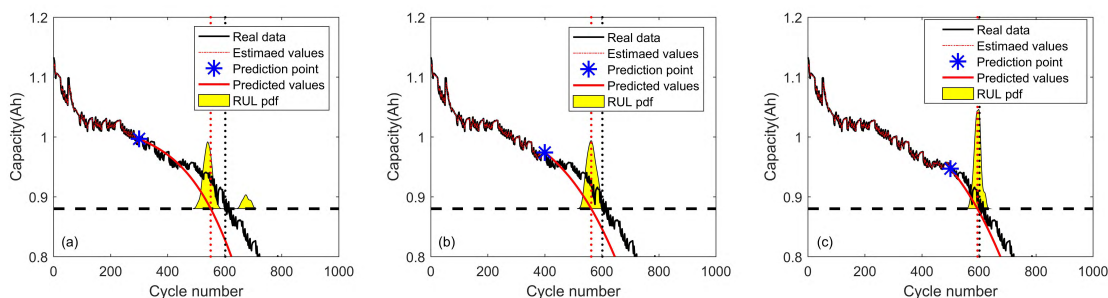 1.2
1.1
1
0.9
0.8
0 200 400 600 800 1000
Capacity(Ah)
Cycle number
(a)
Real data
Estimaed values
Prediction point
Predicted values
RUL pdf
1.2
1.1
1
0.9
0.8
0 200 400 600 800 1000
Capacity(Ah)
Cycle number
(b)
Real data
Estimaed values
Prediction point
Predicted values
RUL pdf
1.2
1.1
1
0.9
0.8
0 200 400 600 800 1000
Capacity(Ah)
Cycle number
(c)
Real data
Estimaed values
Prediction point
Predicted values
RUL pdf